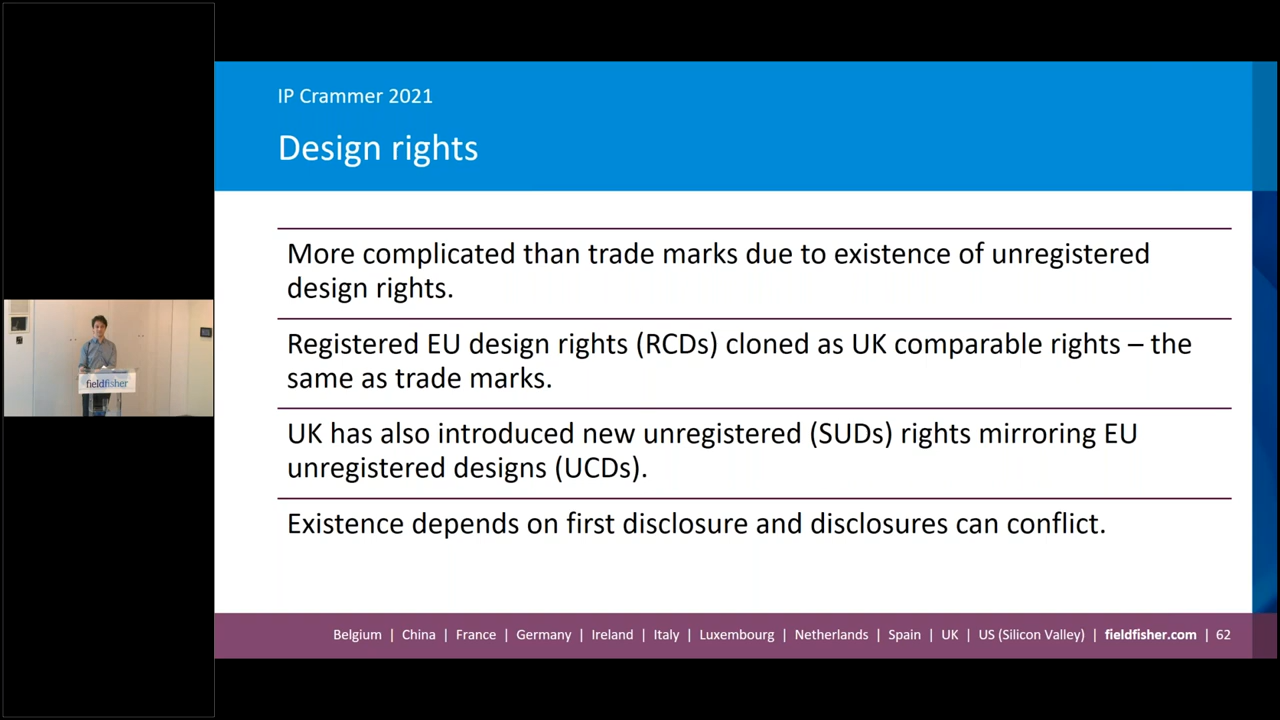 IP Crammer 2021
Design rights
More complicated than trade marks due to existence of unregistered
design rights.
Registered EU design rights (RCDs) cloned as UK comparable rights – the
same as trade marks.
UK has also introduced new unregistered (SUDs) rights mirroring EU
unregistered designs (UCDs).
Existence depends on first disclosure and disclosures can conflict.
Belgium | China | France | Germany | Ireland | Italy | Luxembourg | Netherlands | Spain | UK | US (Silicon Valley) | fieldfisher.com | 62
fieldfisher